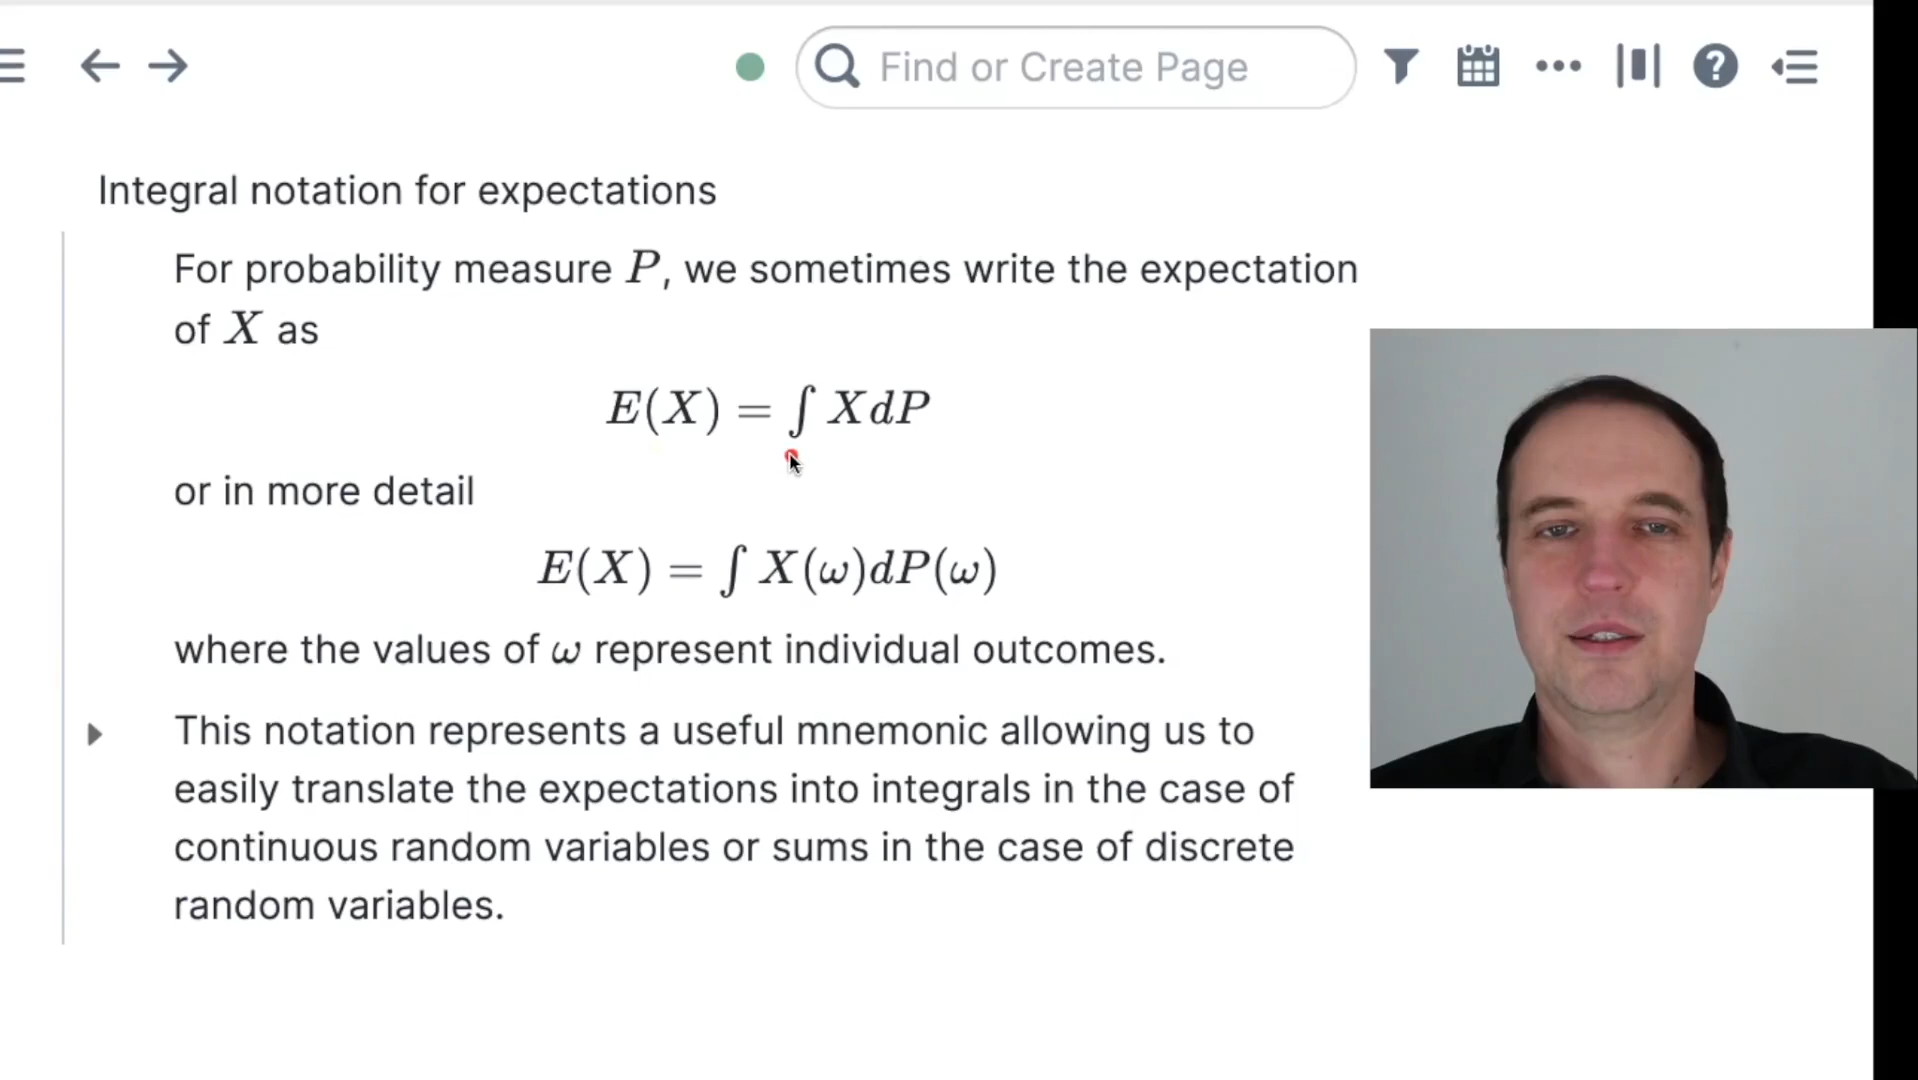 Find or Create Page
Integral notation for expectations
For probability measure P, we sometimes write the expectation
of X as
E(X) = ∫ XdP
or in more detail
E(X) = ∫ X(ω)dP(ω)
where the values of ω represent individual outcomes.
This notation represents a useful mnemonic allowing us to
easily translate the expectations into integrals in the case of
continuous random variables or sums in the case of discrete
random variables.